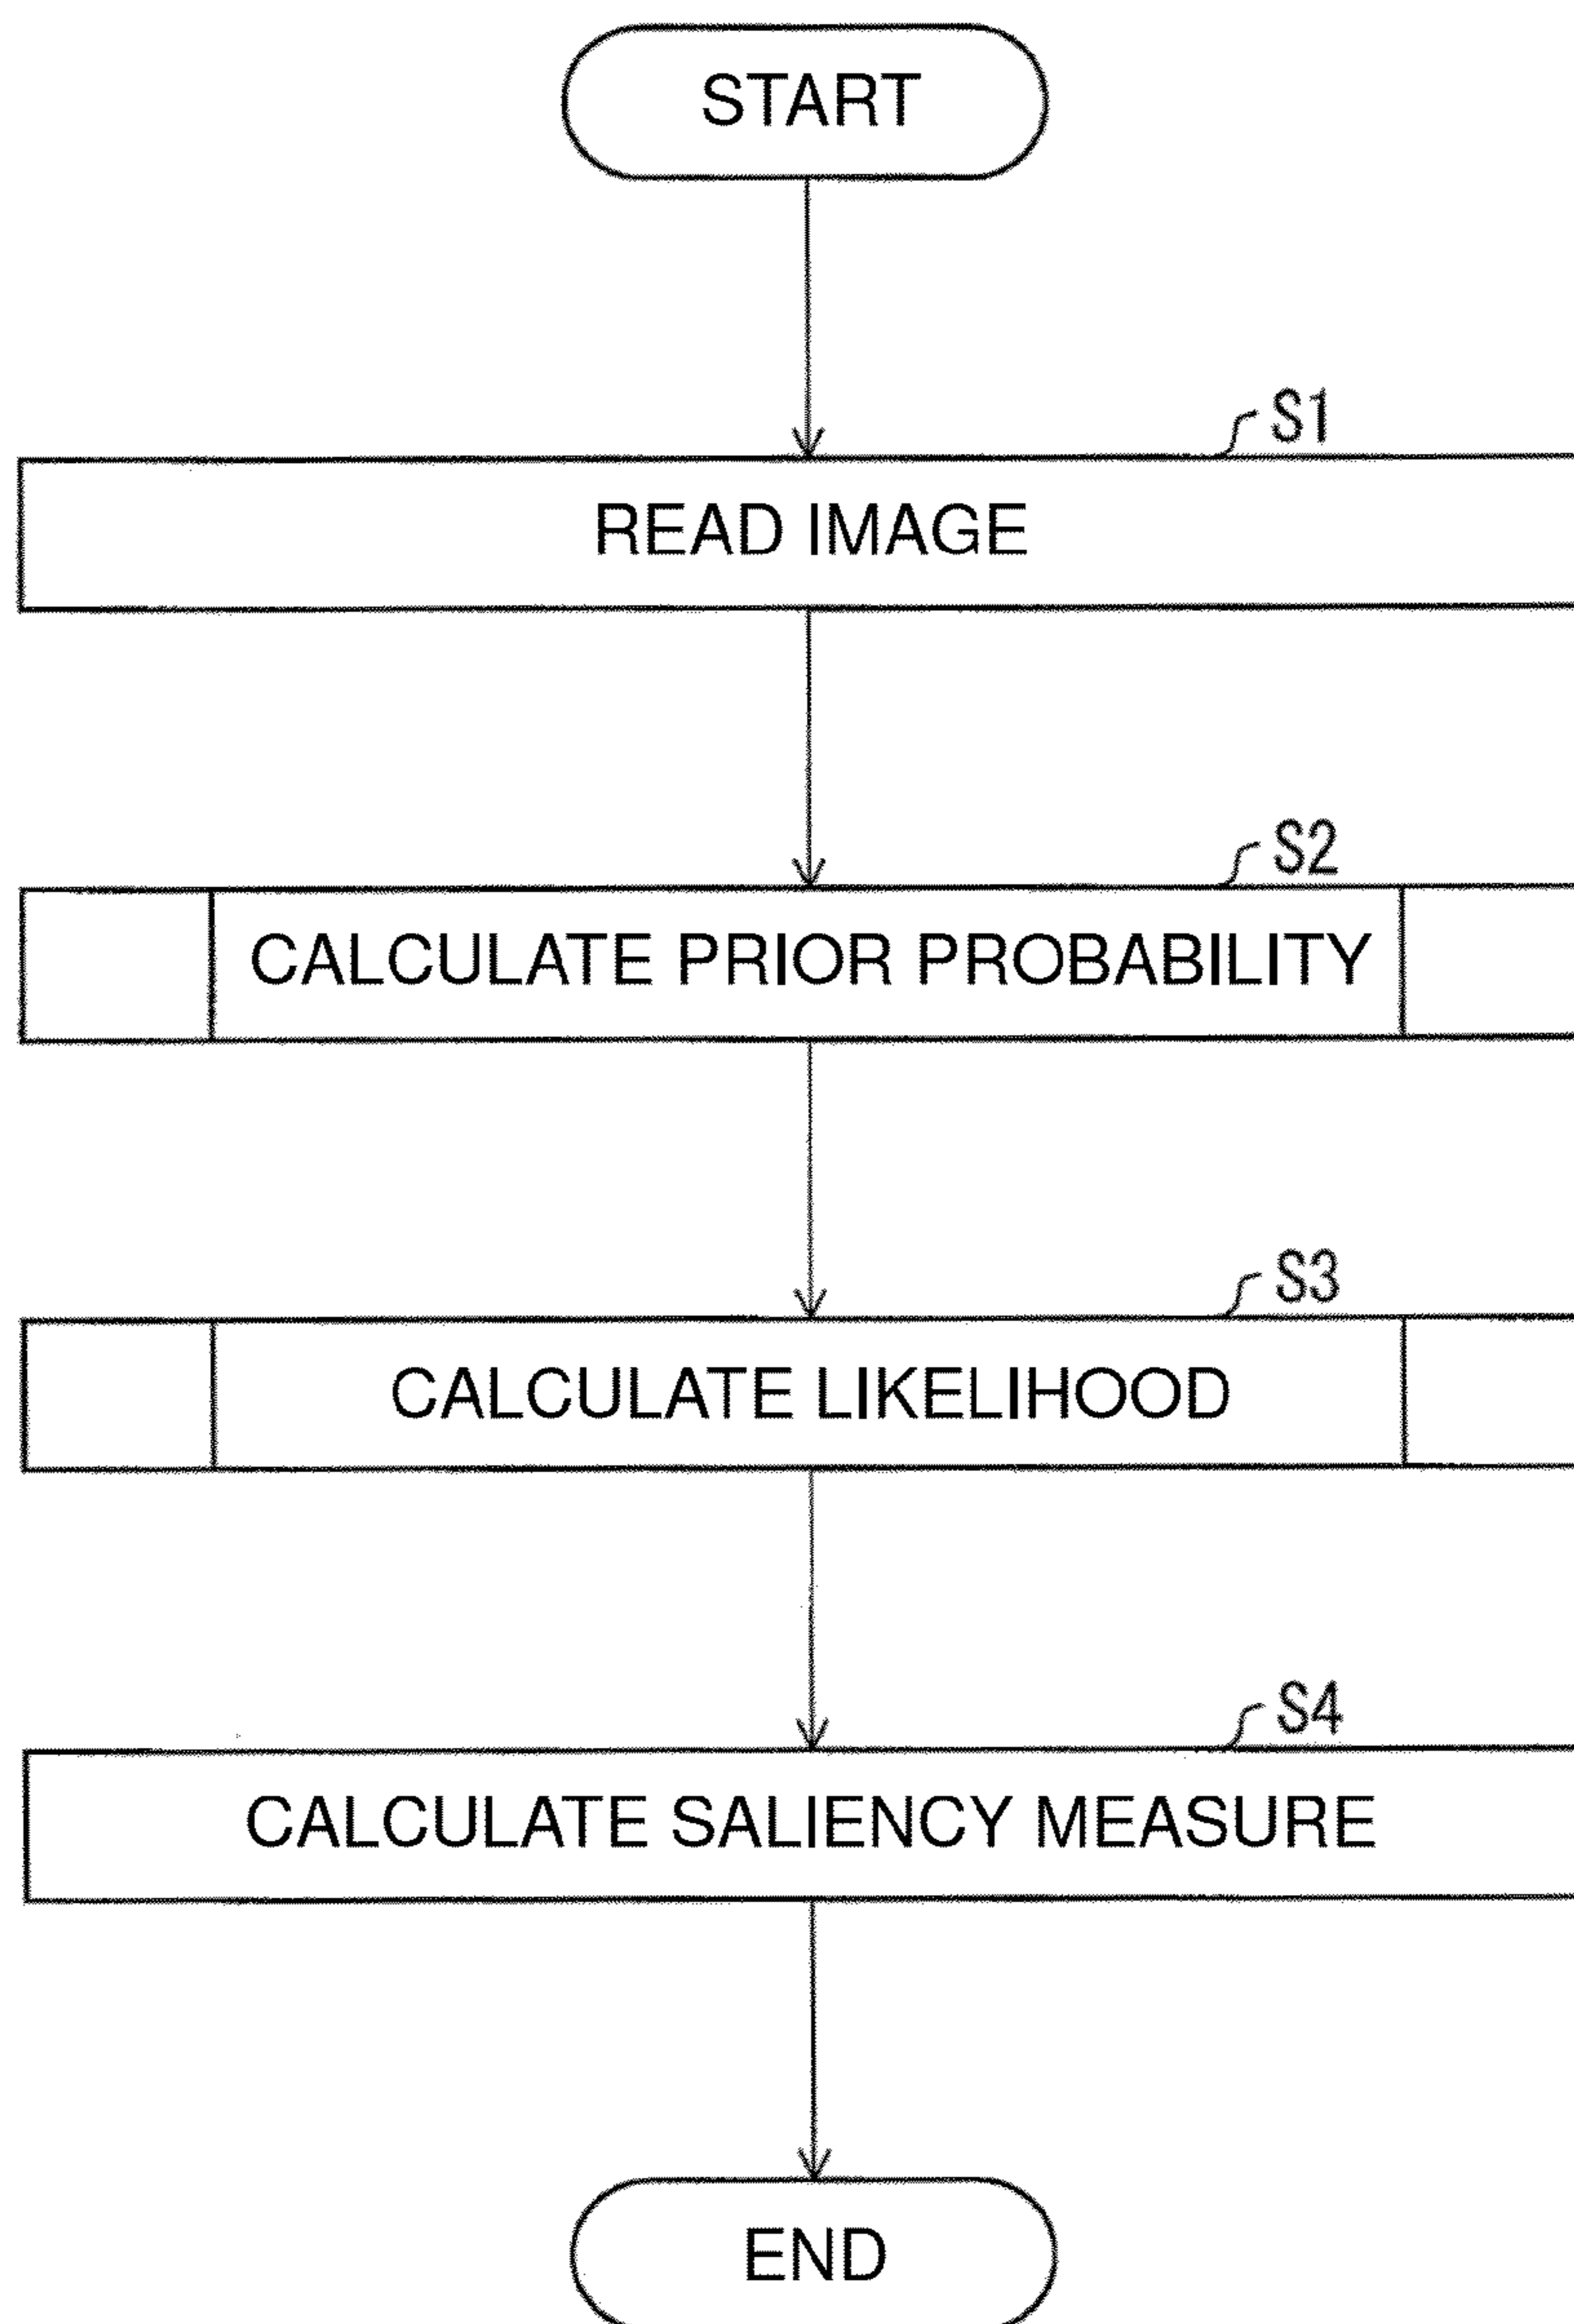 START
S1
READ IMAGE
S2
CALCULATE PRIOR PROBABILITY
S3
CALCULATE LIKELIHOOD
S4
CALCULATE SALIENCY MEASURE
END